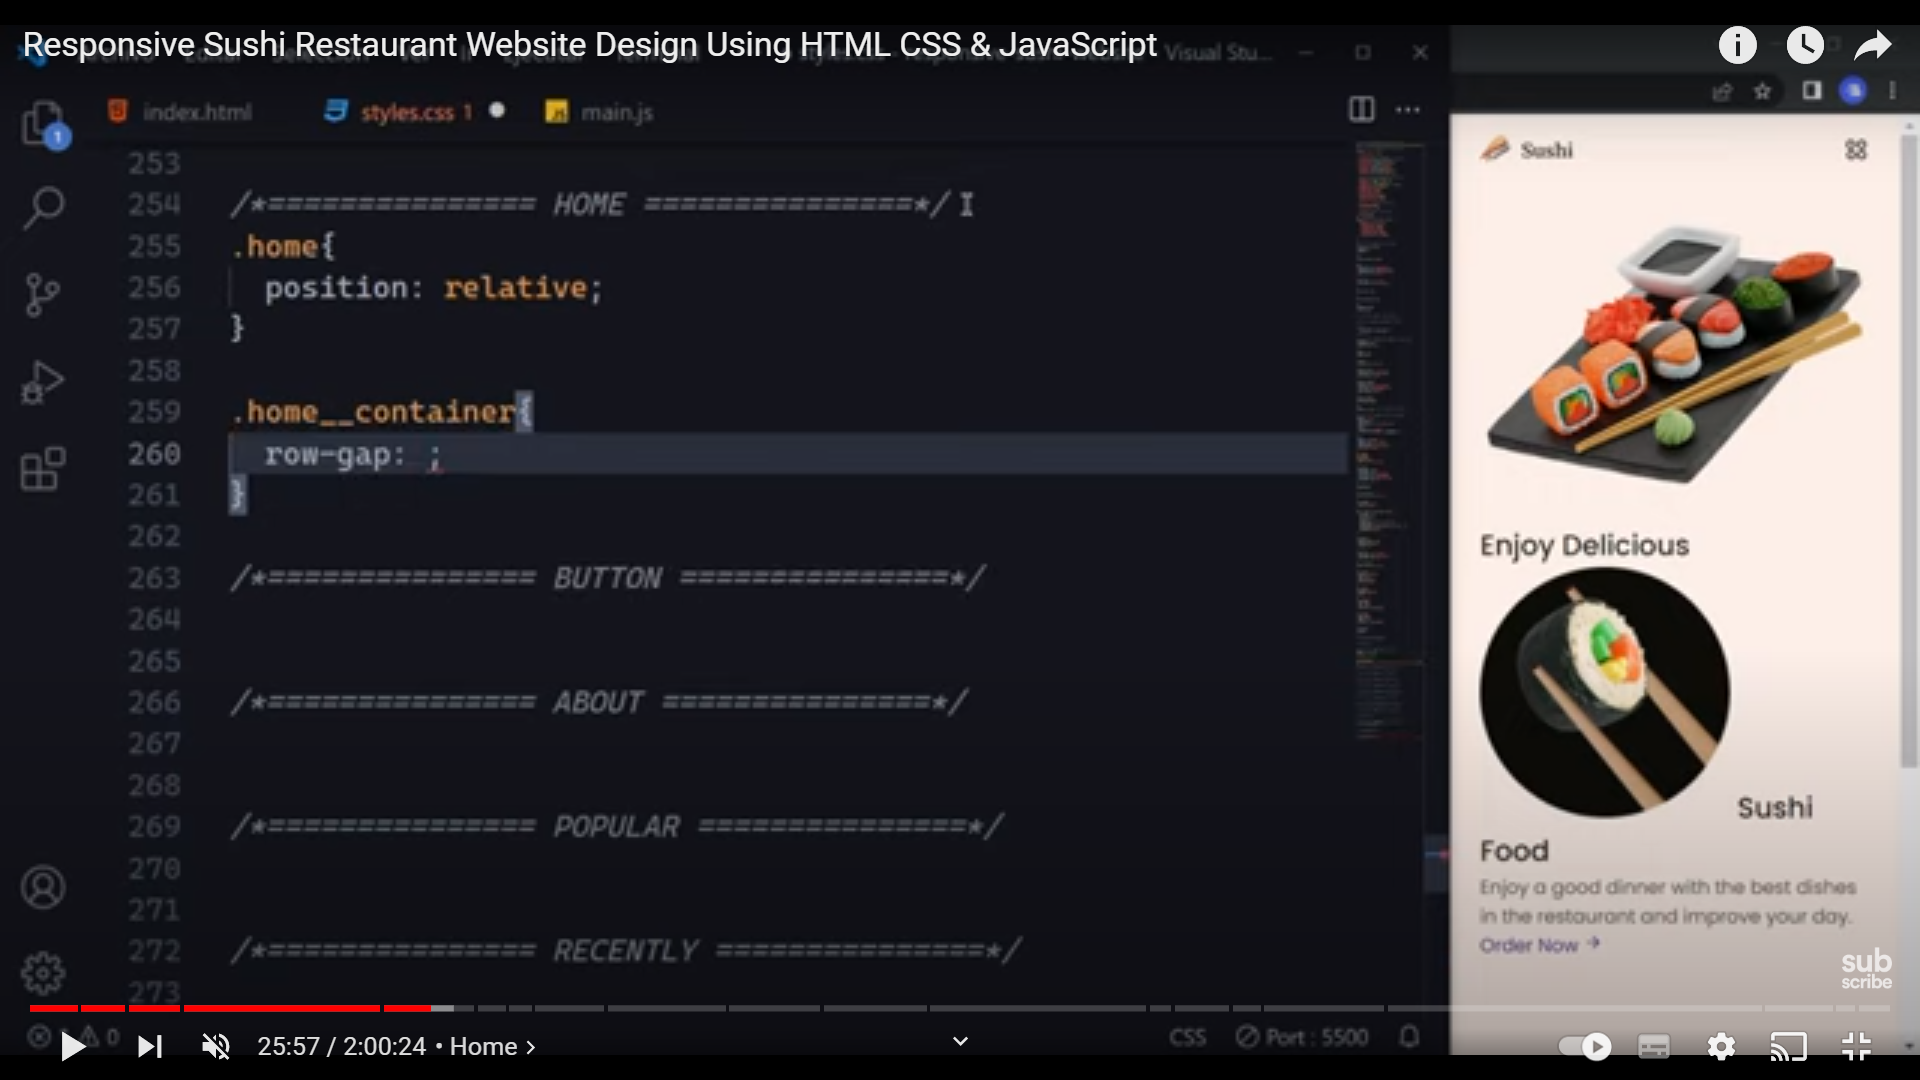 Responsive Sushi Restaurant Website Design Using HTML CSS & JavaScript
Visual Stu...
index.html
styles.css 1
main.js
1
253
254 /*=============== HOME ===============*/
255 .home{
256 position: relative;
257 }
258
259 .home__container{
260 row-gap: ;
261 }
262
263 /*=============== BUTTON ===============*/
264
265
266 /*=============== ABOUT ===============*/
267
268
269 /*=============== POPULAR ===============*/
270
271
272 /*=============== RECENTLY ===============*/
273
Sushi
Enjoy Delicious
Sushi
Food
Enjoy a good dinner with the best dishes
in the restaurant and improve your day.
Order Now →
sub
scribe
0
CSS
Port : 5500
25:57 / 2:00:24 • Home >